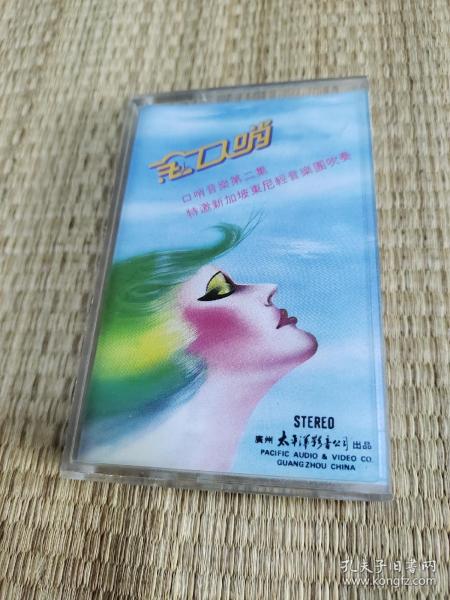 金口哨
口哨音樂第二集
特邀新加坡東尼輕音樂團吹奏
STEREO
廣州 太平洋影音公司 出品
PACIFIC AUDIO & VIDEO CO.
GUANGZHOU CHINA
孔夫子旧书网
www.kongfz.com